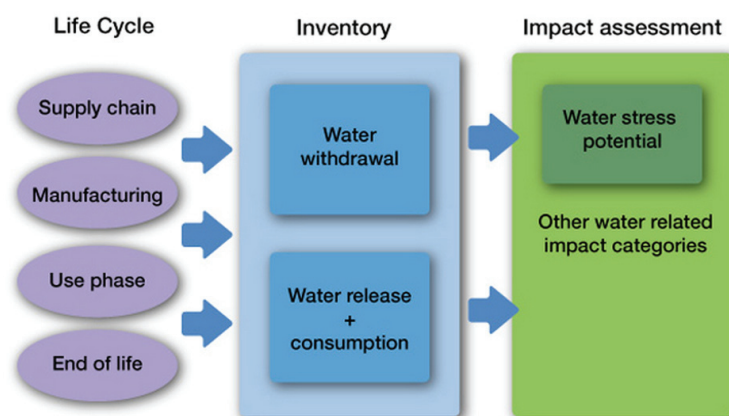 Life Cycle
Inventory
Impact assessment
Supply chain
Manufacturing
Use phase
End of life
Water
withdrawal
Water release
+
consumption
Water stress
potential
Other water related
impact categories